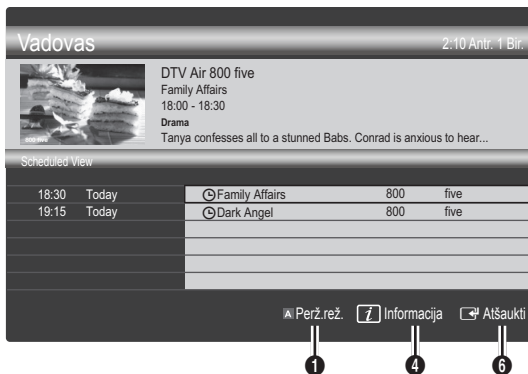 Vadovas 2:10 Antr. 1 Bir.
DTV Air 800 five
Family Affairs
18:00 - 18:30
Drama
Tanya confesses all to a stunned Babs. Conrad is anxious to hear...
800 five
Scheduled View
18:30 Today Family Affairs 800 five
19:15 Today Dark Angel 800 five
A Perž.rež. i Informacija Atšaukti
1 4 6